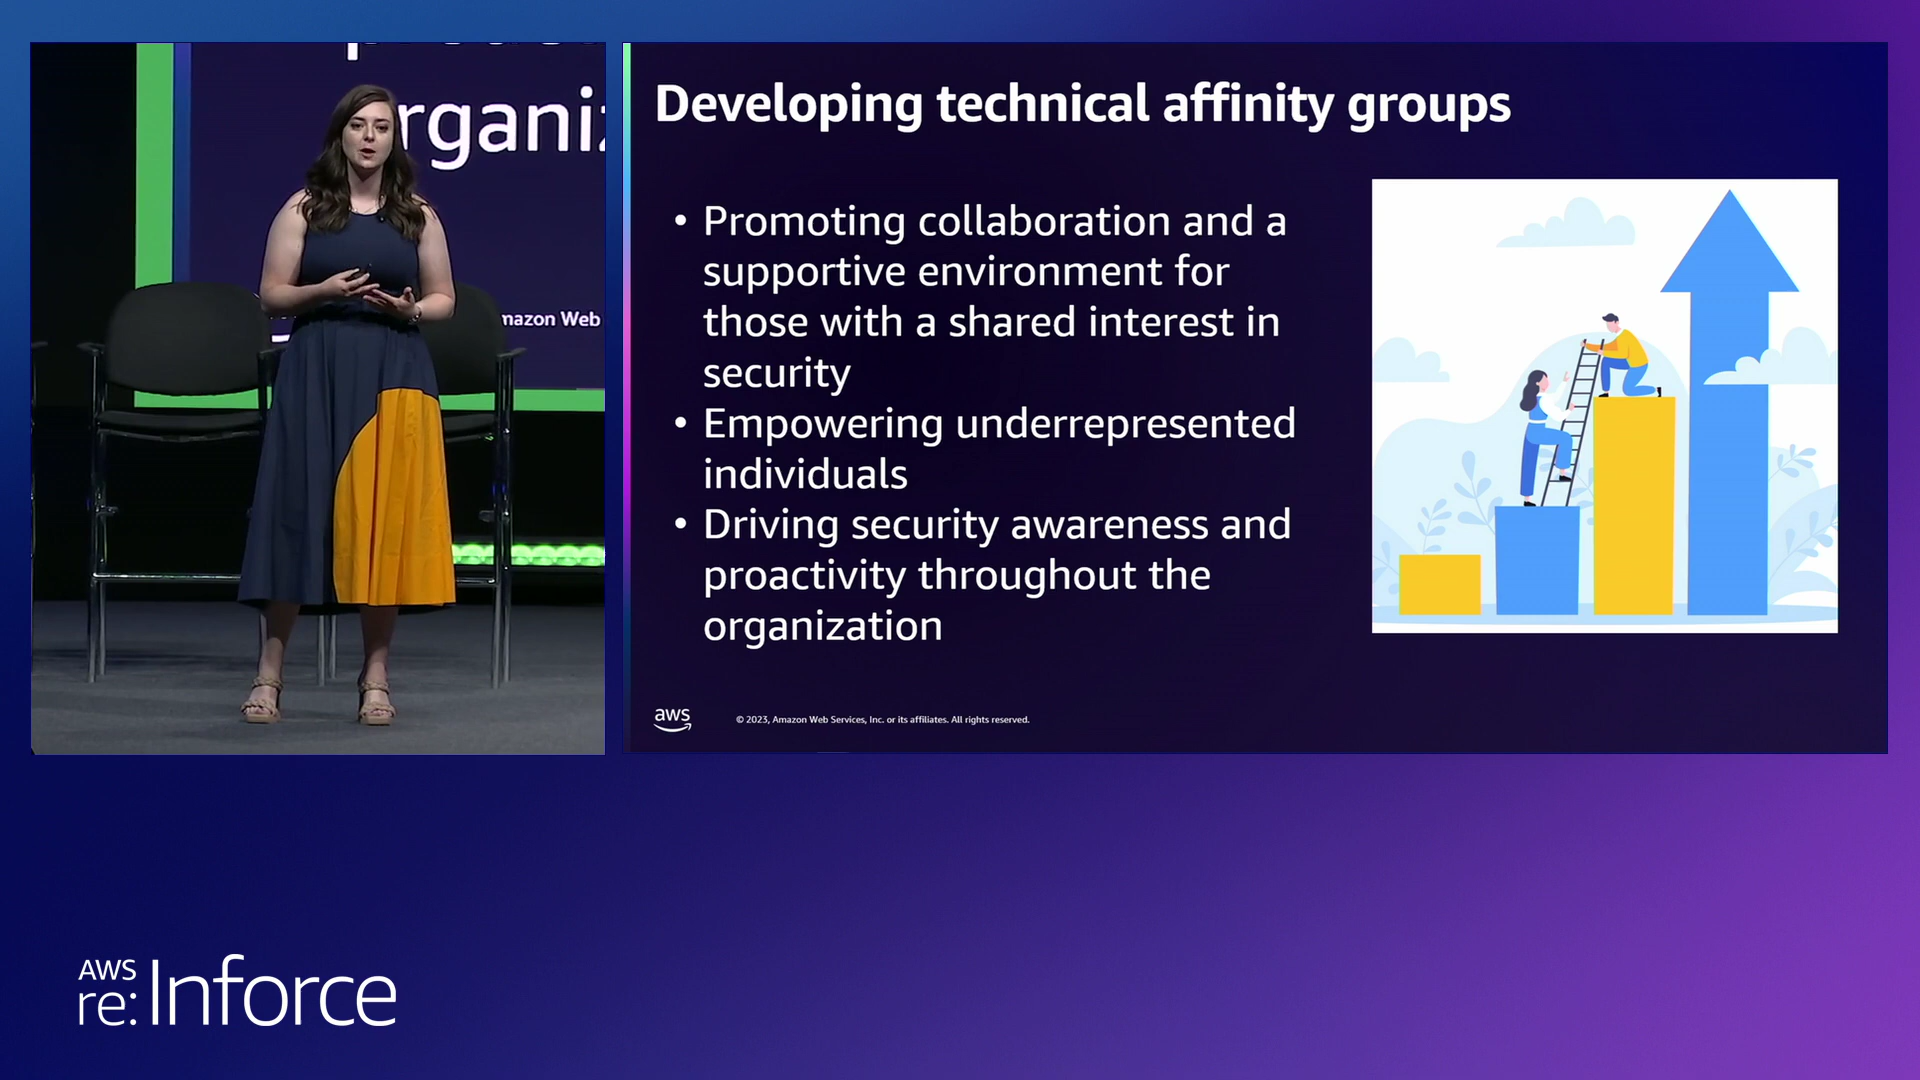 rganiz
mazon Web
Developing technical affinity groups
• Promoting collaboration and a
supportive environment for
those with a shared interest in
security
• Empowering underrepresented
individuals
• Driving security awareness and
proactivity throughout the
organization
aws
© 2023, Amazon Web Services, Inc. or its affiliates. All rights reserved.
AWS
re:Inforce